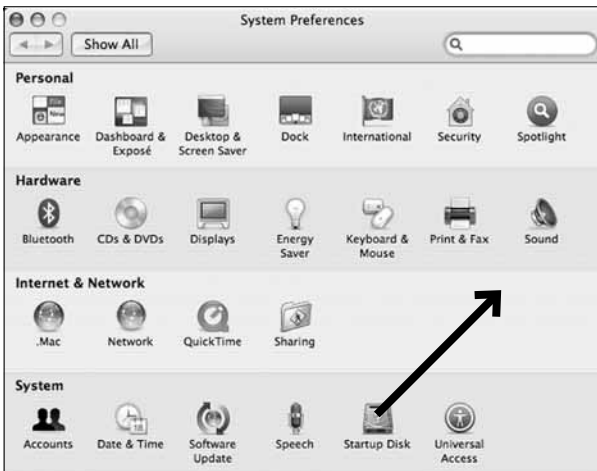 System Preferences
Show All
Personal
Appearance Dashboard & Exposé Desktop & Screen Saver Dock International Security Spotlight
Hardware
Bluetooth CDs & DVDs Displays Energy Saver Keyboard & Mouse Print & Fax Sound
Internet & Network
.Mac Network QuickTime Sharing
System
Accounts Date & Time Software Update Speech Startup Disk Universal Access